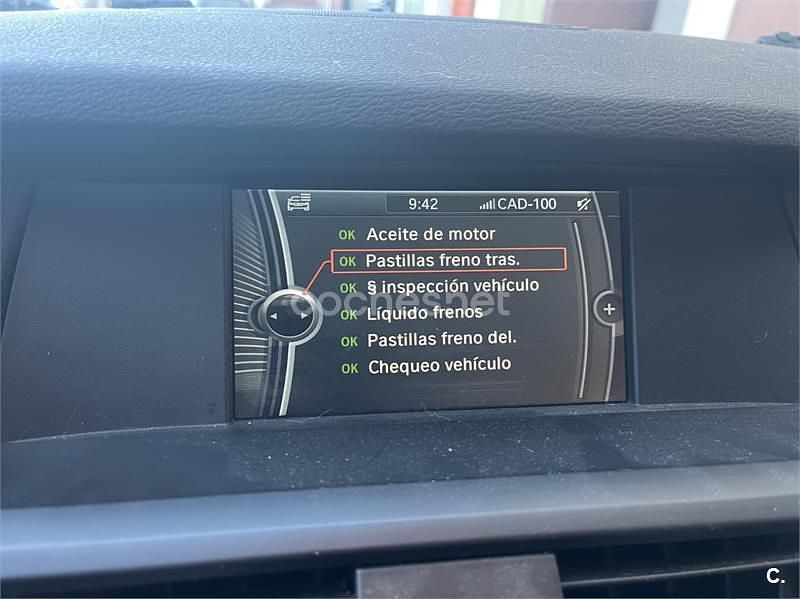 9:42 CAD-100
OK Aceite de motor
OK Pastillas freno tras.
OK § inspección vehículo
coches.net
OK Líquido frenos
OK Pastillas freno del.
OK Chequeo vehículo
+
C.